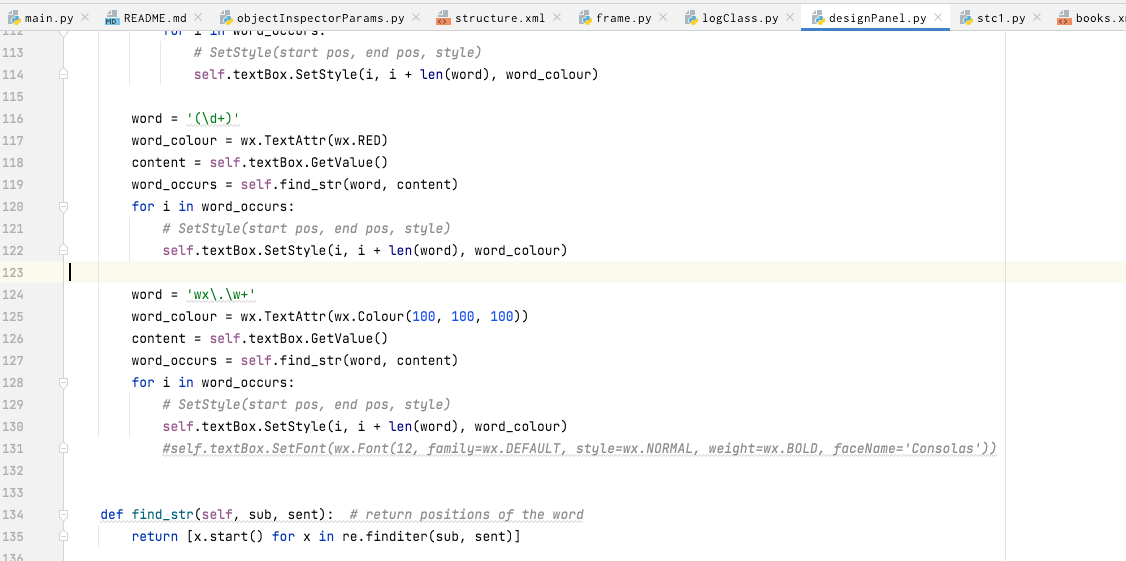 main.py README.md objectInspectorParams.py structure.xml frame.py logClass.py designPanel.py stc1.py
112 for i in word_occurs:
113 # SetStyle(start pos, end pos, style)
114 self.textBox.SetStyle(i, i + len(word), word_colour)
115
116 word = '(\d+)'
117 word_colour = wx.TextAttr(wx.RED)
118 content = self.textBox.GetValue()
119 word_occurs = self.find_str(word, content)
120 for i in word_occurs:
121 # SetStyle(start pos, end pos, style)
122 self.textBox.SetStyle(i, i + len(word), word_colour)
123
124 word = 'wx\.\w+'
125 word_colour = wx.TextAttr(wx.Colour(100, 100, 100))
126 content = self.textBox.GetValue()
127 word_occurs = self.find_str(word, content)
128 for i in word_occurs:
129 # SetStyle(start pos, end pos, style)
130 self.textBox.SetStyle(i, i + len(word), word_colour)
131 #self.textBox.SetFont(wx.Font(12, family=wx.DEFAULT, style=wx.NORMAL, weight=wx.BOLD, faceName='Consolas'))
132
133
134 def find_str(self, sub, sent): # return positions of the word
135 return [x.start() for x in re.finditer(sub, sent)]
136